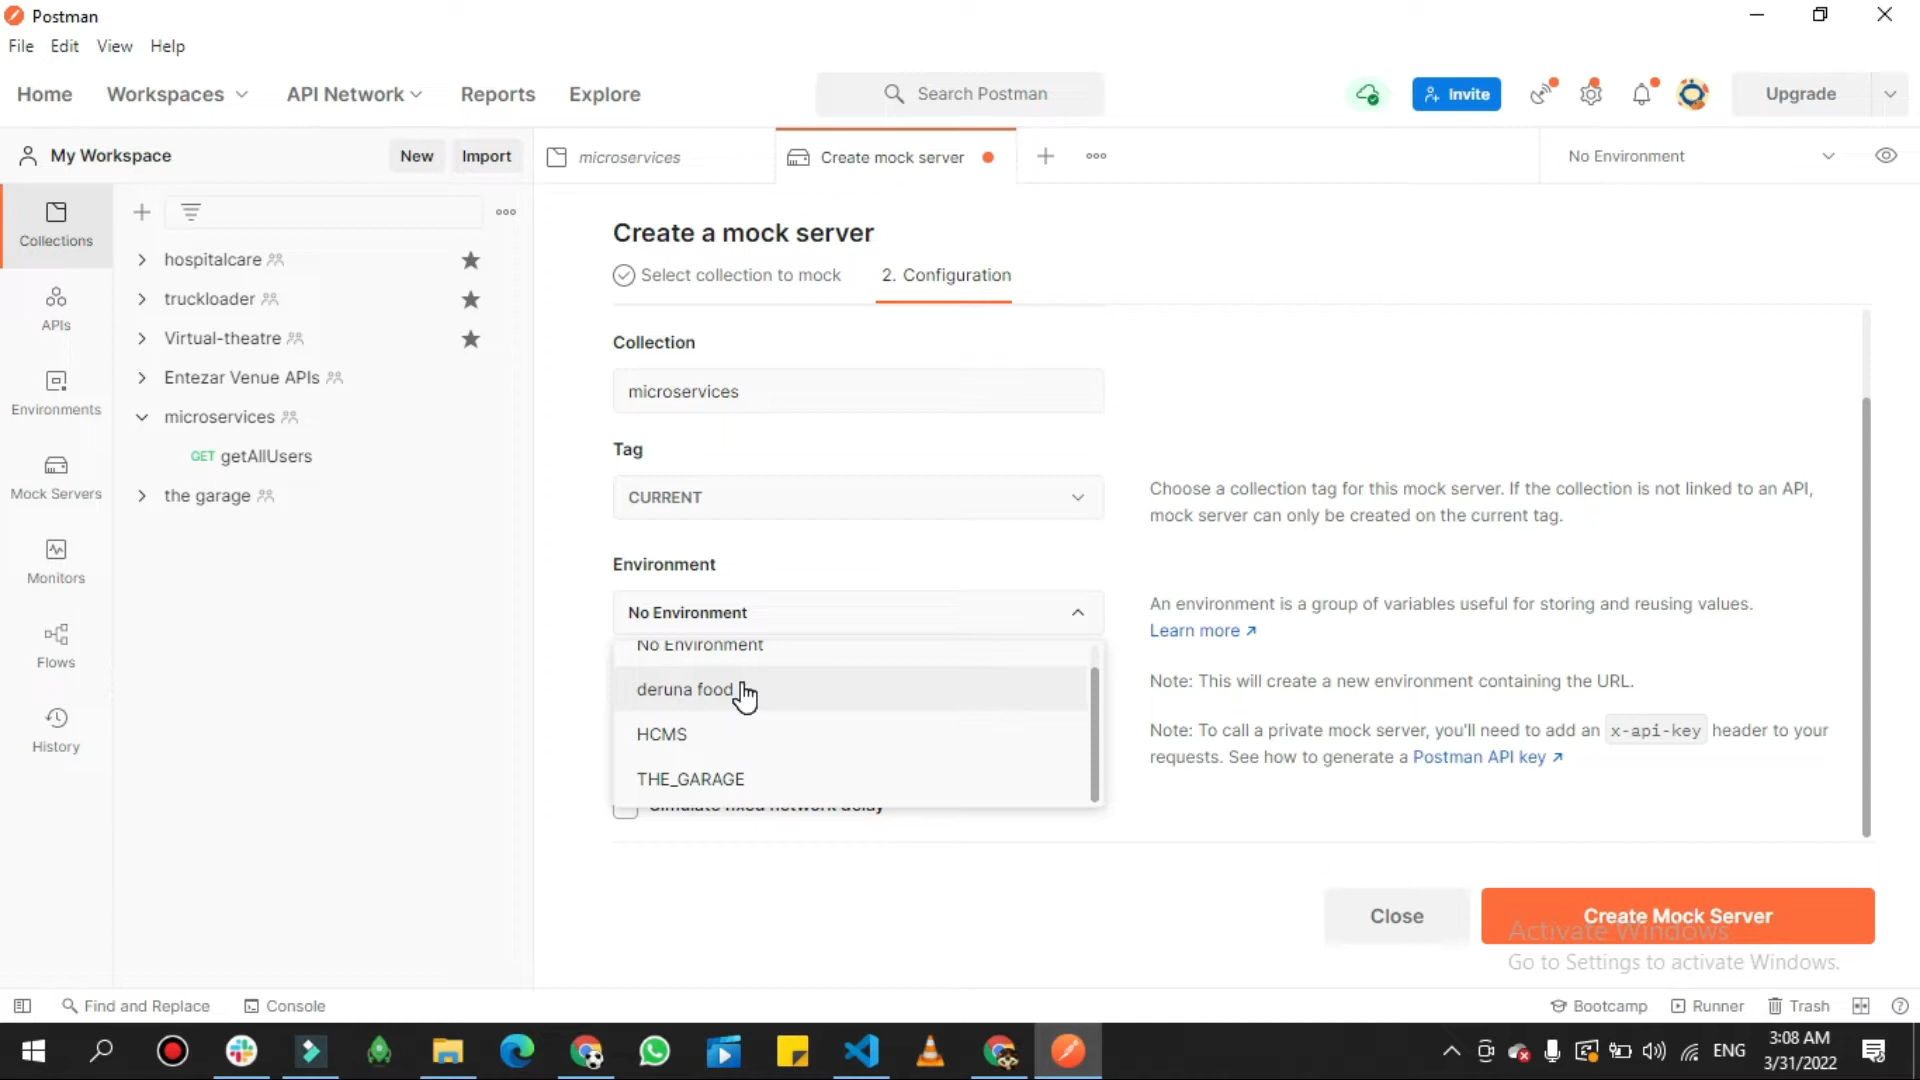 Postman
File Edit View Help
Home Workspaces API Network Reports Explore Search Postman Invite Upgrade
My Workspace New Import microservices Create mock server No Environment
Collections
APIs
Environments
Mock Servers
Monitors
Flows
History
hospitalcare
truckloader
Virtual-theatre
Entezar Venue APIs
microservices
GET getAllUsers
the garage
Create a mock server
Select collection to mock 2. Configuration
Collection
microservices
Tag
CURRENT
Choose a collection tag for this mock server. If the collection is not linked to an API,
mock server can only be created on the current tag.
Environment
No Environment
No Environment
deruna food
HCMS
THE_GARAGE
Simulate fixed network delay
An environment is a group of variables useful for storing and reusing values.
Learn more
Note: This will create a new environment containing the URL.
Note: To call a private mock server, you'll need to add an x-api-key header to your
requests. See how to generate a Postman API key
Close Create Mock Server
Activate Windows
Go to Settings to activate Windows.
Find and Replace Console Bootcamp Runner Trash
ENG 3:08 AM
3/31/2022